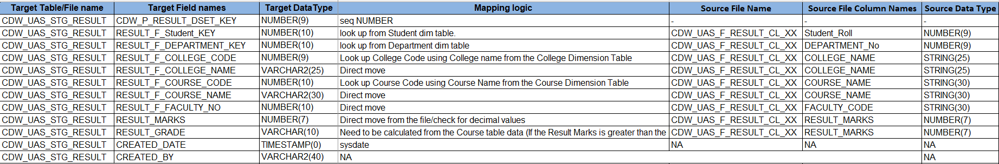 Target Table/File name Target Field names Target DataType Mapping logic Source File Name Source File Column Names Source Data Type
CDW_UAS_STG_RESULT CDW_P_RESULT_DSET_KEY NUMBER(9) seq NUMBER - - -
CDW_UAS_STG_RESULT RESULT_F_Student_KEY NUMBER(10) look up from Student dim table. CDW_UAS_F_RESULT_CL_XX Student_Roll NUMBER(9)
CDW_UAS_STG_RESULT RESULT_F_DEPARTMENT_KEY NUMBER(10) look up from Department dim table CDW_UAS_F_RESULT_CL_XX DEPARTMENT_No NUMBER(9)
CDW_UAS_STG_RESULT RESULT_F_COLLEGE_CODE NUMBER(9) Look up College Code using College name from the College Dimension Table CDW_UAS_F_RESULT_CL_XX COLLEGE_NAME STRING(25)
CDW_UAS_STG_RESULT RESULT_F_COLLEGE_NAME VARCHAR2(25) Direct move CDW_UAS_F_RESULT_CL_XX COLLEGE_NAME STRING(25)
CDW_UAS_STG_RESULT RESULT_F_COURSE_CODE NUMBER(10) Look up Course Code using Course Name from the Course Dimension Table CDW_UAS_F_RESULT_CL_XX COURSE_NAME STRING(30)
CDW_UAS_STG_RESULT RESULT_F_COURSE_NAME VARCHAR2(30) Direct move CDW_UAS_F_RESULT_CL_XX COURSE_NAME STRING(30)
CDW_UAS_STG_RESULT RESULT_F_FACULTY_NO NUMBER(10) Direct move CDW_UAS_F_RESULT_CL_XX FACULTY_CODE STRING(30)
CDW_UAS_STG_RESULT RESULT_MARKS NUMBER(7) Direct move from the file/check for decimal values CDW_UAS_F_RESULT_CL_XX RESULT_MARKS NUMBER(7)
CDW_UAS_STG_RESULT RESULT_GRADE VARCHAR(10) Need to be calculated from the Course table data (If the Result Marks is greater than the CDW_UAS_F_RESULT_CL_XX RESULT_MARKS NUMBER(7)
CDW_UAS_STG_RESULT CREATED_DATE TIMESTAMP(0) sysdate NA NA NA
CDW_UAS_STG_RESULT CREATED_BY VARCHAR2(40) NA NA